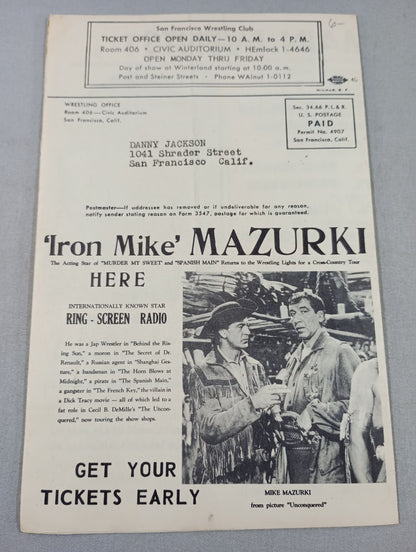 San Francisco Wrestling Club
TICKET OFFICE OPEN DAILY—10 A. M. to 4 P. M.
Room 406 • CIVIC AUDITORIUM • HEmlock 1-4646
OPEN MONDAY THRU FRIDAY
Day of show at Winterland starting at 10:00 a. m.
Post and Steiner Streets • Phone WAlnut 1-0112
6—
WRESTLING OFFICE
Room 406—Civic Auditorium
San Francisco, Calif.
Sec. 34.66 P. L. & R.
U. S. POSTAGE
PAID
Permit No. 4907
San Francisco, Calif.
DANNY JACKSON
1041 Shrader Street
San Francisco Calif.
Postmaster—If addressee has removed or if undeliverable for any reason,
notify sender stating reason on Form 3547, postage for which is guaranteed.
'Iron Mike' MAZURKI
The Acting Star of "MURDER MY SWEET" and "SPANISH MAIN" Returns to the Wrestling Lights for a Cross-Country Tour
HERE
INTERNATIONALLY KNOWN STAR
RING - SCREEN RADIO
He was a Jap Wrestler in "Behind the Ris-
ing Sun," a moron in "The Secret of Dr.
Renault," a Russian agent in "Shanghai Ges-
ture," a bandsman in "The Horn Blows at
Midnight," a pirate in "The Spanish Main,"
a gangster in "The French Key," the villain in
a Dick Tracy movie — all of which led to a
fat role in Cecil B. DeMille's "The Uncon-
quered," now touring the show shops.
GET YOUR
TICKETS EARLY
MIKE MAZURKI
from picture "Unconquered"